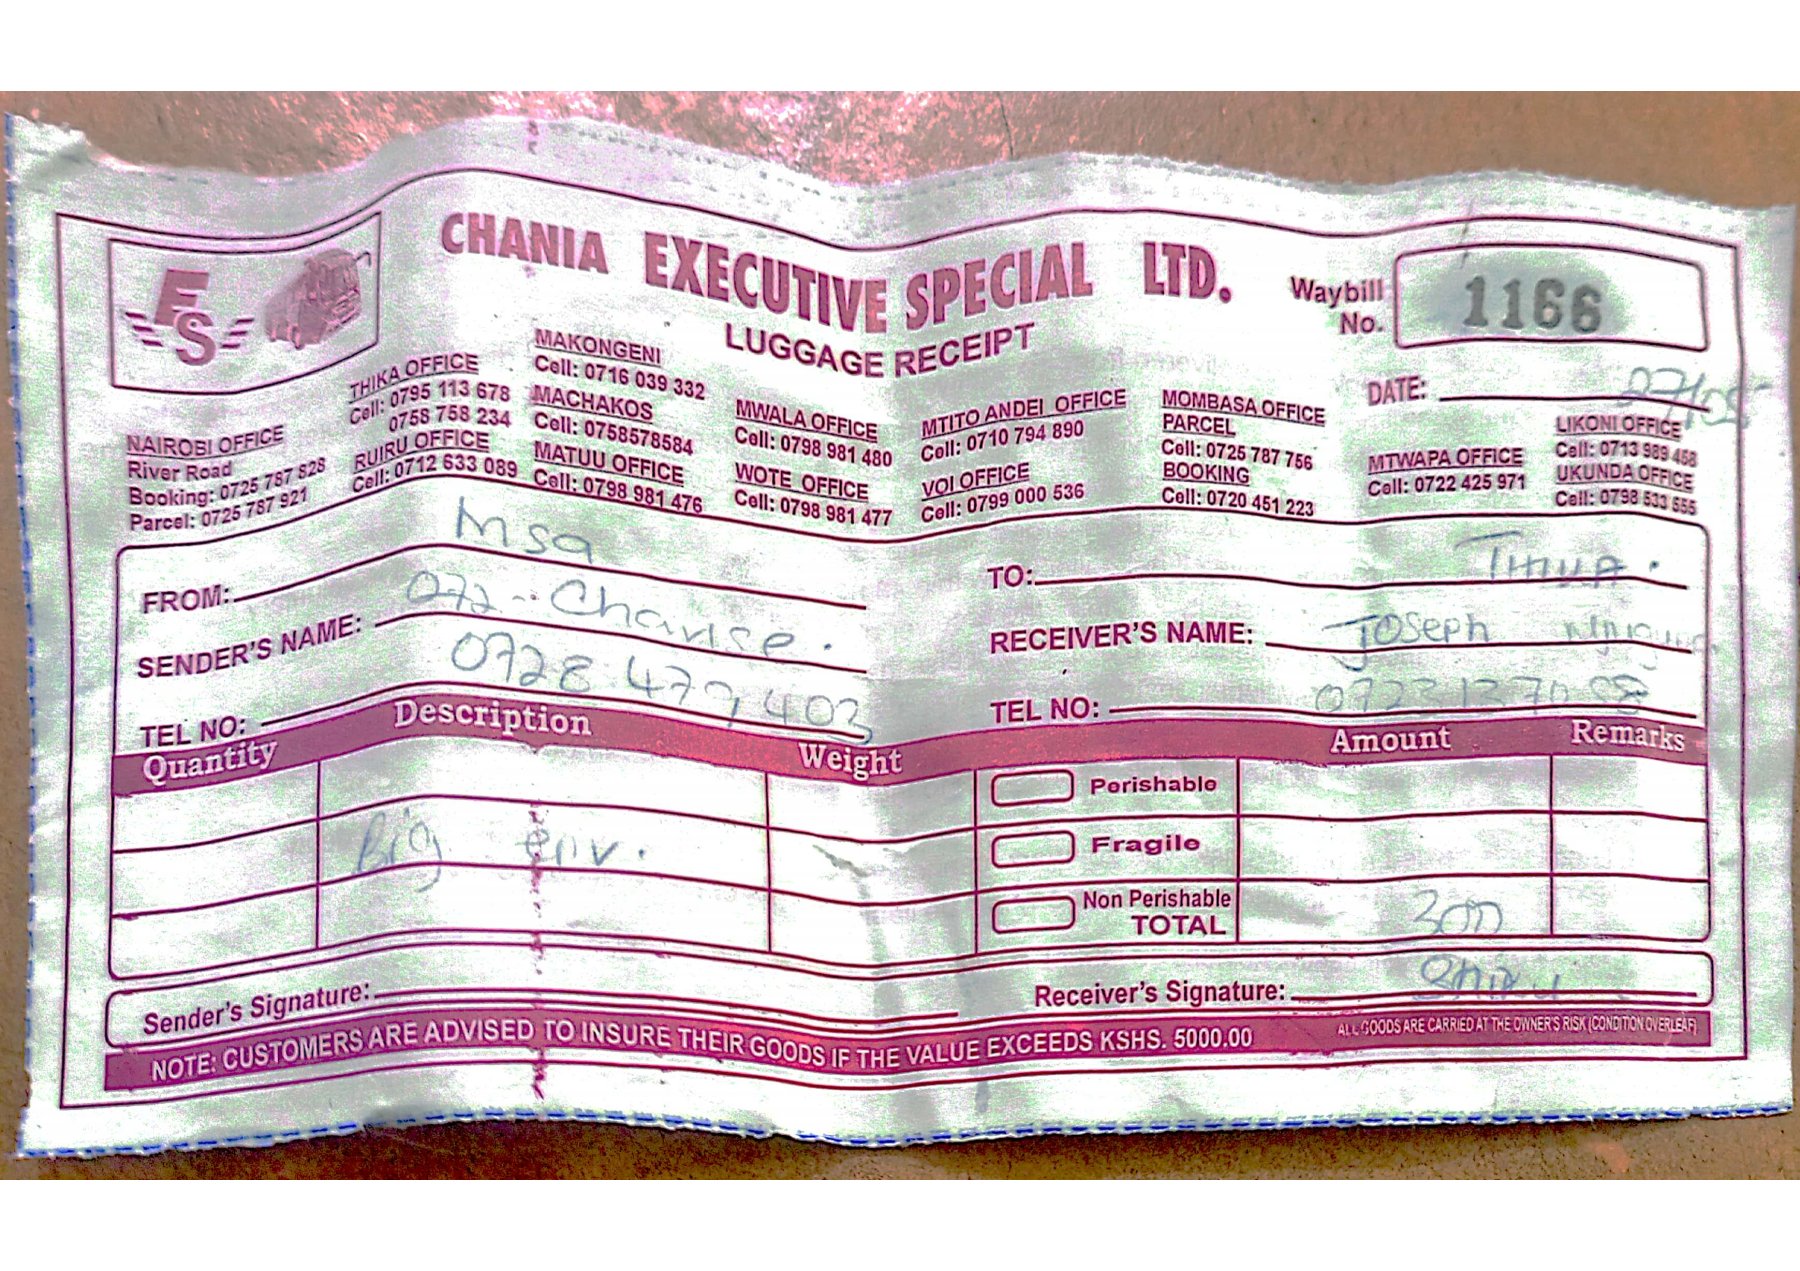 CHANIA EXECUTIVE SPECIAL LTD.
LUGGAGE RECEIPT
Waybill No. 1166
DATE: 27/05
FS
NAIROBI OFFICE
River Road
Booking: 0725 787 828
Parcel: 0725 787 921
THIKA OFFICE
Cell: 0795 113 678
0758 758 234
RUIRU OFFICE
Cell: 0712 633 089
MAKONGENI
Cell: 0716 039 332
MACHAKOS
Cell: 0758578584
MATUU OFFICE
Cell: 0798 981 476
MWALA OFFICE
Cell: 0798 981 480
WOTE OFFICE
Cell: 0798 981 477
MTITO ANDEI OFFICE
Cell: 0710 794 890
VOI OFFICE
Cell: 0799 000 536
MOMBASA OFFICE
PARCEL
Cell: 0725 787 756
BOOKING
Cell: 0720 451 223
MTWAPA OFFICE
Cell: 0722 425 971
LIKONI OFFICE
Cell: 0713 989 458
UKUNDA OFFICE
Cell: 0798 533 555
FROM: Msa
TO: THIKA.
SENDER'S NAME:
RECEIVER'S NAME: Joseph
TEL NO: 0728 477 403
TEL NO:
Quantity Description Weight Amount Remarks
Perishable
Big env. Fragile
Non Perishable
TOTAL 300
Sender's Signature: Receiver's Signature:
NOTE: CUSTOMERS ARE ADVISED TO INSURE THEIR GOODS IF THE VALUE EXCEEDS KSHS. 5000.00
ALL GOODS ARE CARRIED AT THE OWNER'S RISK (CONDITION OVERLEAF)